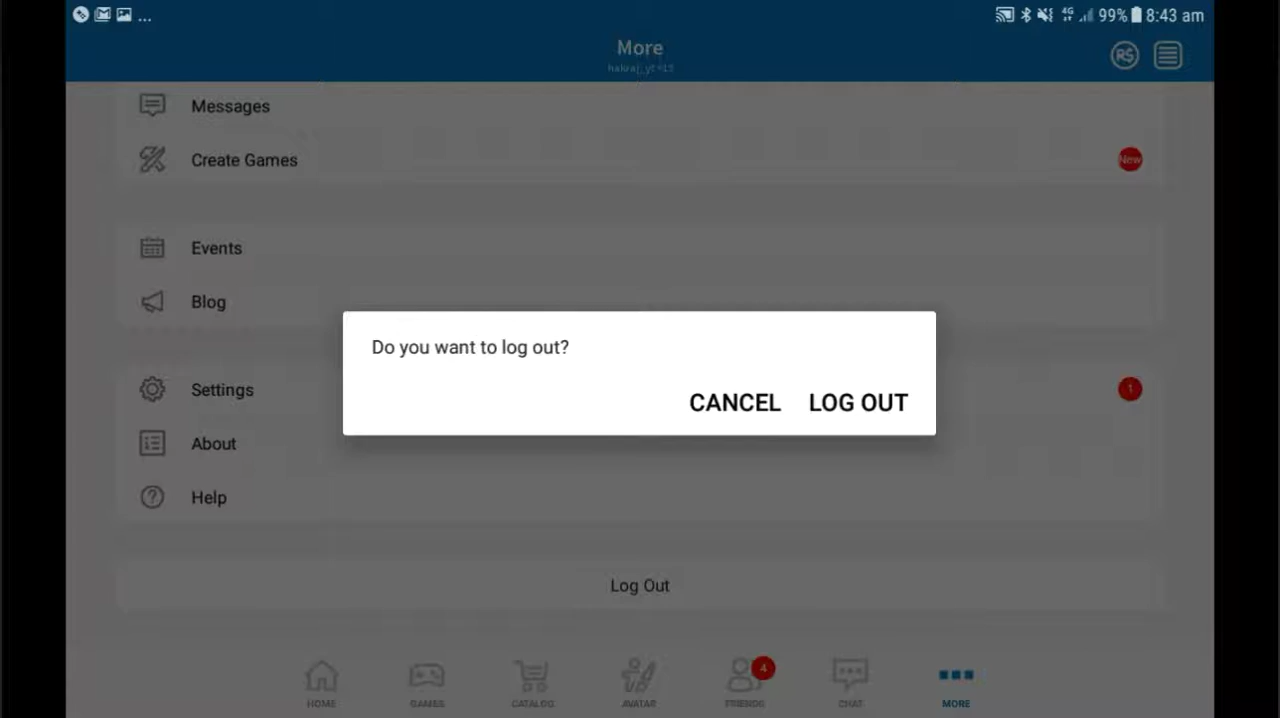 ... 4G 99% 8:43 am
More
R$
Messages
Create Games
New
Events
Blog
Do you want to log out?
CANCEL LOG OUT
Settings
1
About
Help
Log Out
4
HOME GAMES CATALOG AVATAR FRIENDS CHAT MORE